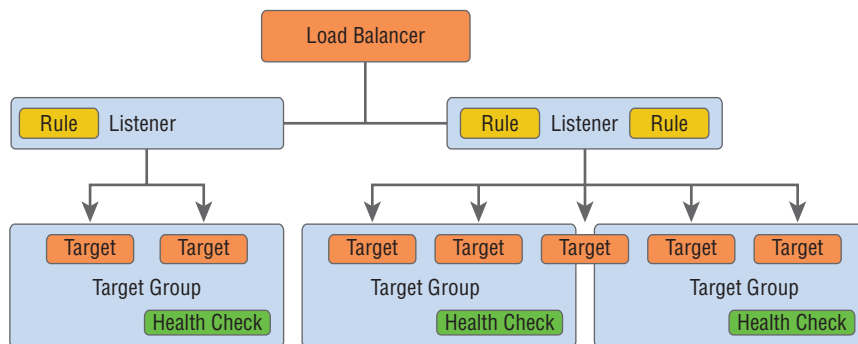 Load Balancer
Rule Listener
Rule Listener Rule
Target Target
Target Group
Health Check
Target Target Target Target Target
Target Group
Health Check
Target Group
Health Check